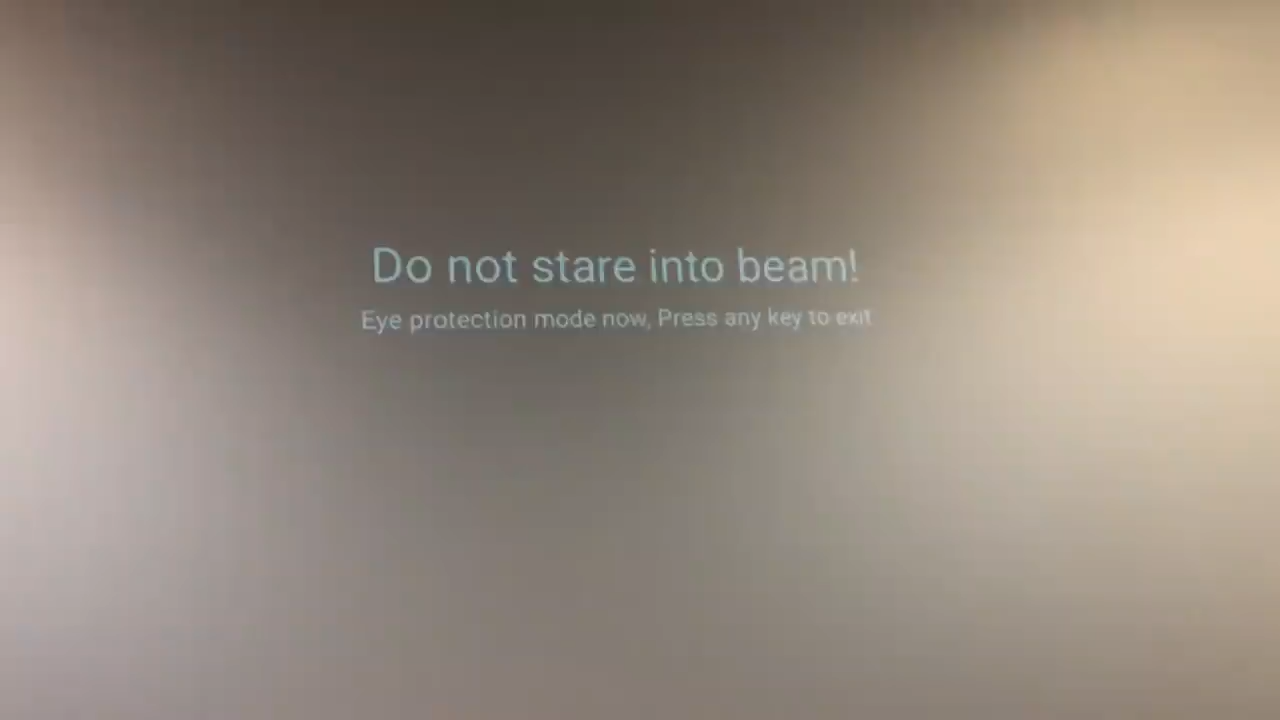 Do not stare into beam!
Eye protection mode now, Press any key to exit